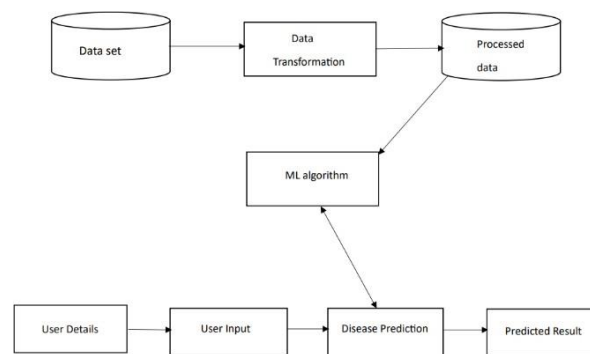 Data set
Data
Transformation
Processed
data
ML algorithm
User Details
User Input
Disease Prediction
Predicted Result